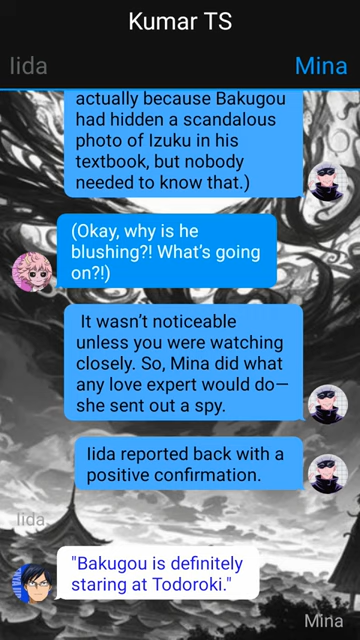 Kumar TS
Iida
Mina
actually because Bakugou
had hidden a scandalous
photo of Izuku in his
textbook, but nobody
needed to know that.)
(Okay, why is he
blushing?! What's going
on?!)
It wasn't noticeable
unless you were watching
closely. So, Mina did what
any love expert would do—
she sent out a spy.
Iida reported back with a
positive confirmation.
Iida
"Bakugou is definitely
staring at Todoroki."
Mina